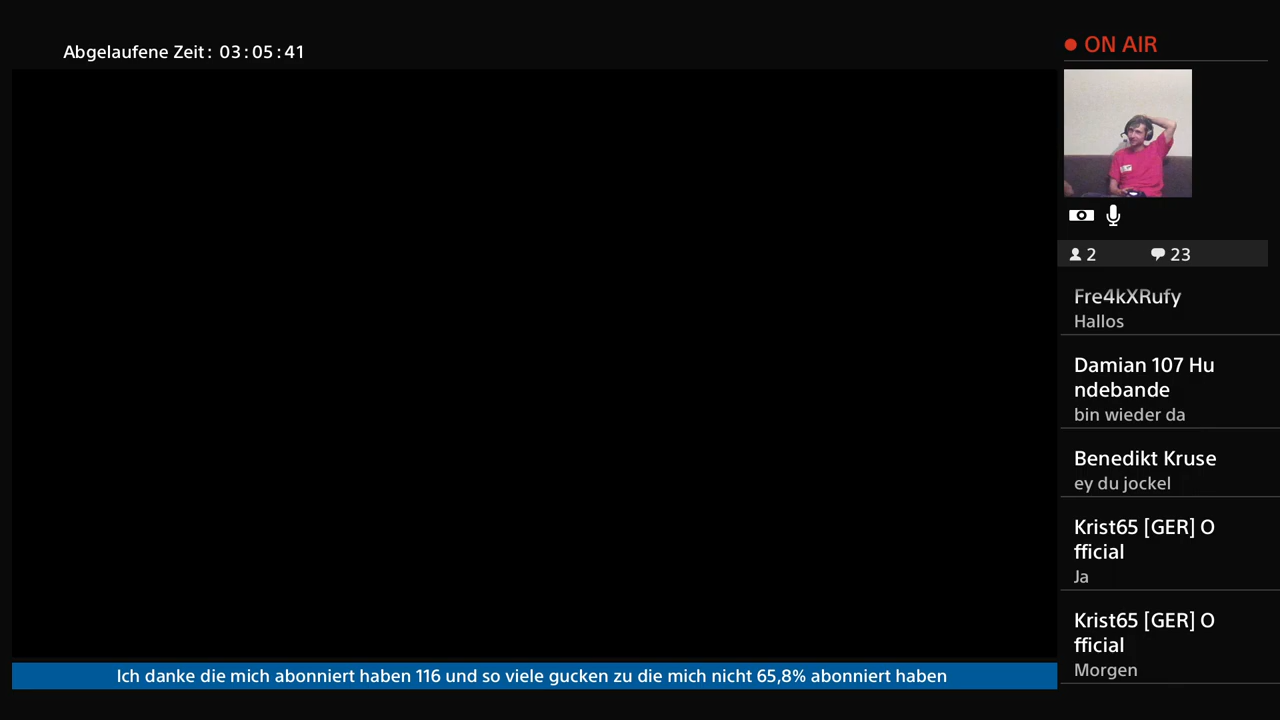 Abgelaufene Zeit: 03:05:41
ON AIR
2
23
Fre4kXRufy
Hallos
Damian 107 Hu
ndebande
bin wieder da
Benedikt Kruse
ey du jockel
Krist65 [GER] O
fficial
Ja
Krist65 [GER] O
fficial
Morgen
Ich danke die mich abonniert haben 116 und so viele gucken zu die mich nicht 65,8% abonniert haben